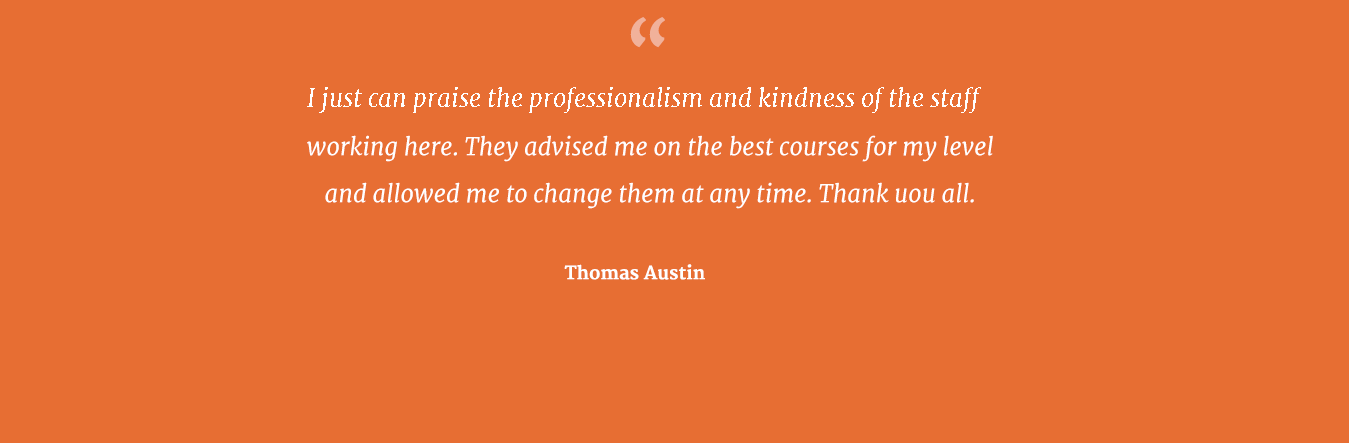 “
I just can praise the professionalism and kindness of the staff
working here. They advised me on the best courses for my level
and allowed me to change them at any time. Thank uou all.
Thomas Austin